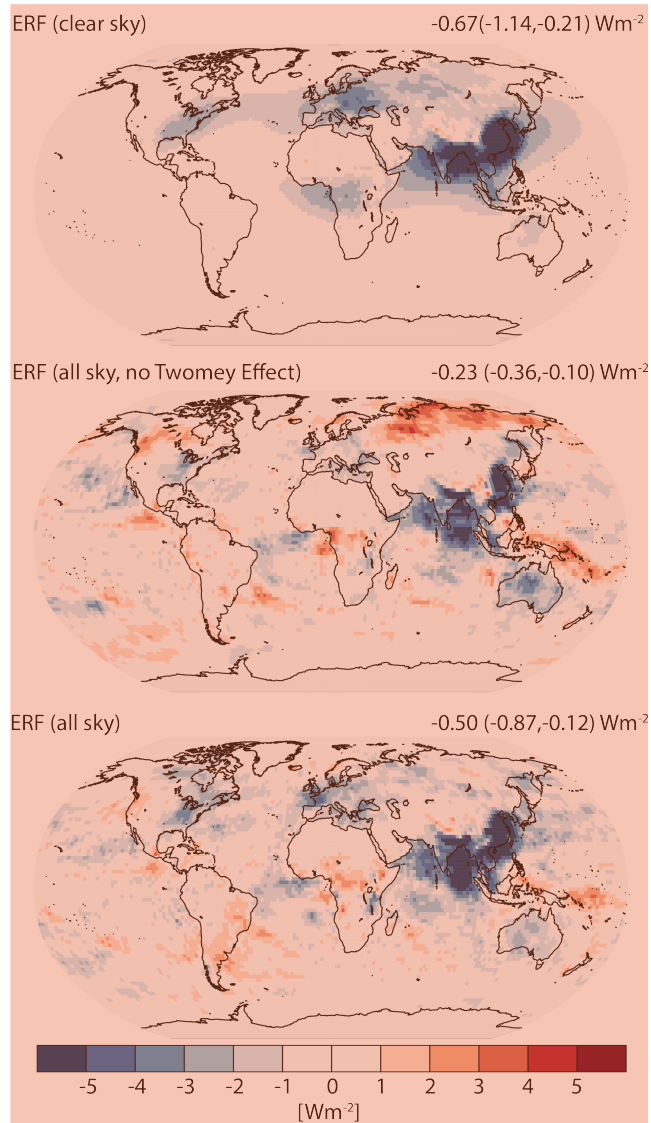 ERF (clear sky) -0.67(-1.14,-0.21) Wm⁻²
ERF (all sky, no Twomey Effect) -0.23 (-0.36,-0.10) Wm⁻²
ERF (all sky) -0.50 (-0.87,-0.12) Wm⁻²
-5 -4 -3 -2 -1 0 1 2 3 4 5
[Wm⁻²]